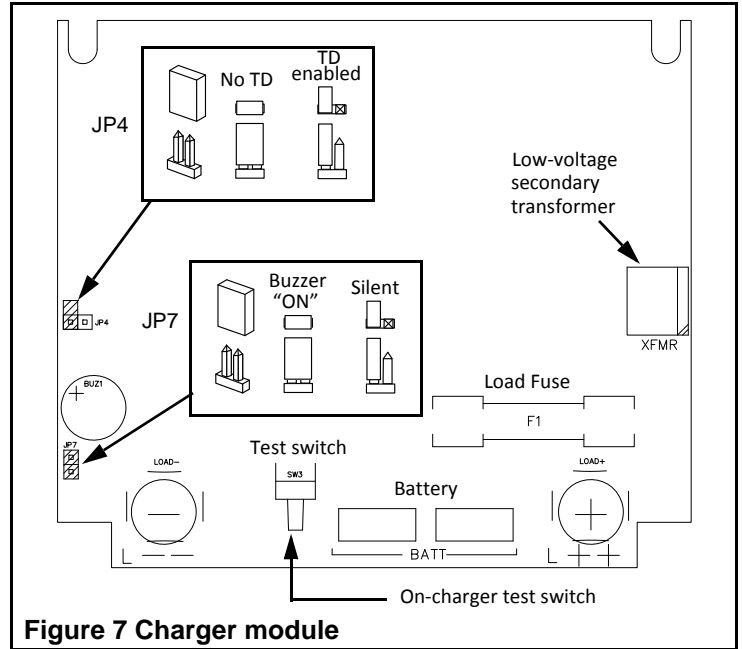 No TD
TD
enabled
JP4
Low-voltage
secondary
transformer
JP4
JP7
Buzzer
“ON”
Silent
XFMR
BUZ1
+
Load Fuse
F1
JP7
Test switch
LOAD-
SW3
Battery
LOAD+
BATT
L
L + +
On-charger test switch
Figure 7 Charger module